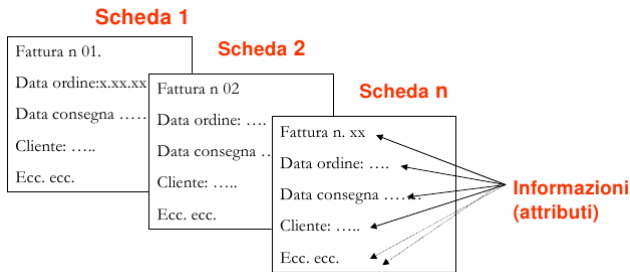 Scheda 1
Fattura n 01.
Data ordine:x.xx.xx
Data consegna ……
Cliente: …..
Ecc. ecc.
Scheda 2
Fattura n 02
Data ordine: ….
Data consegna …
Cliente: …..
Ecc. ecc.
Scheda n
Fattura n. xx
Data ordine: ….
Data consegna ……..
Cliente: …..
Ecc. ecc.
Informazioni
(attributi)